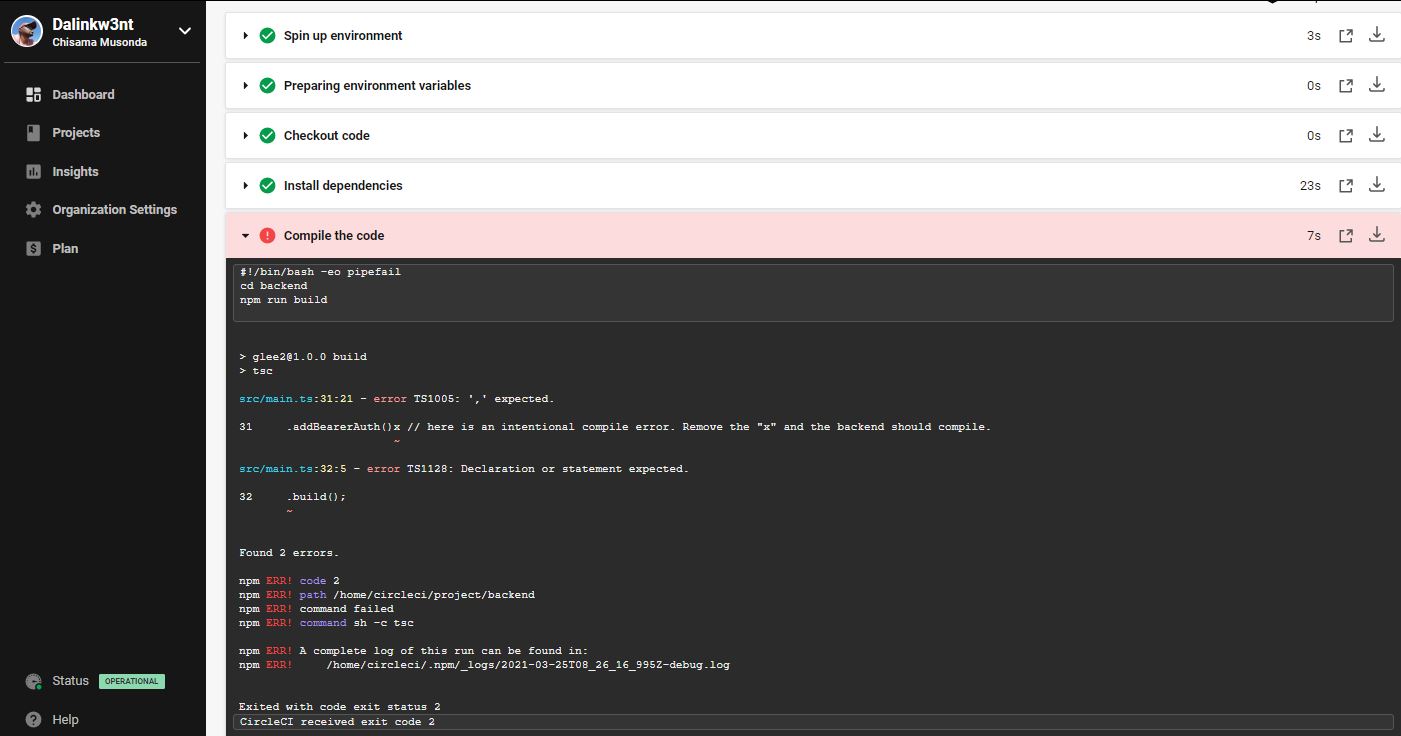 Dalinkw3nt
Chisama Musonda
Dashboard
Projects
Insights
Organization Settings
Plan
Status OPERATIONAL
Help
Spin up environment 3s
Preparing environment variables 0s
Checkout code 0s
Install dependencies 23s
Compile the code 7s
#!/bin/bash -eo pipefail
cd backend
npm run build
> glee2@1.0.0 build
> tsc
src/main.ts:31:21 - error TS1005: ',' expected.
31     .addBearerAuth()x // here is an intentional compile error. Remove the "x" and the backend should compile.
~
src/main.ts:32:5 - error TS1128: Declaration or statement expected.
32     .build();
~
Found 2 errors.
npm ERR! code 2
npm ERR! path /home/circleci/project/backend
npm ERR! command failed
npm ERR! command sh -c tsc
npm ERR! A complete log of this run can be found in:
npm ERR!     /home/circleci/.npm/_logs/2021-03-25T08_26_16_995Z-debug.log
Exited with code exit status 2
CircleCI received exit code 2